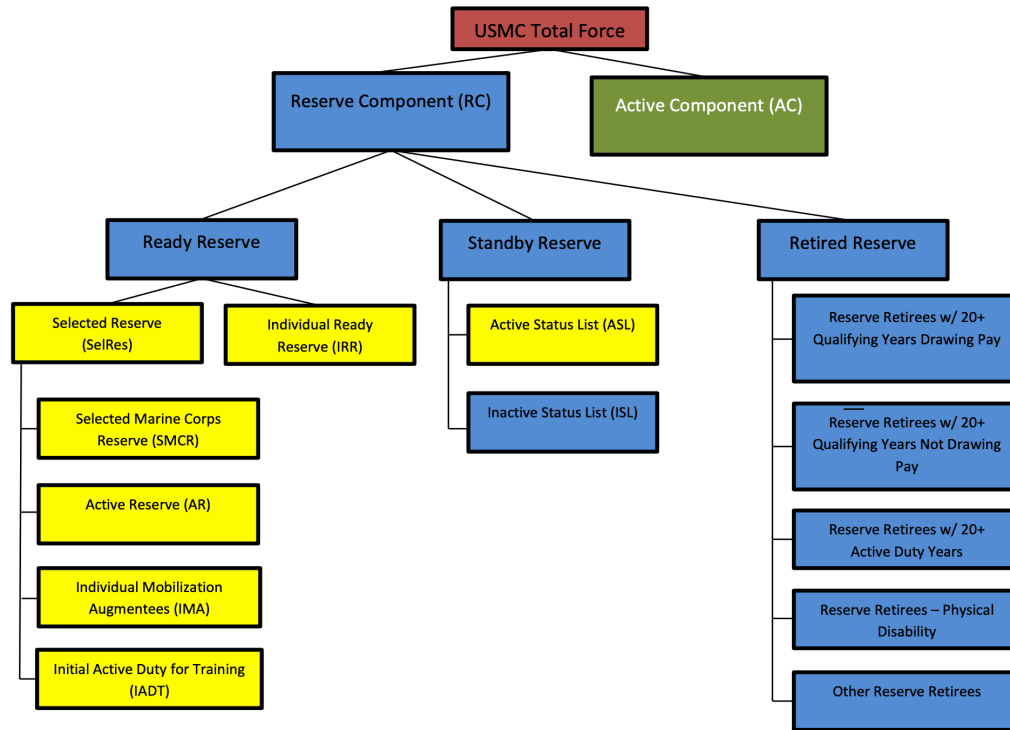 USMC Total Force
Reserve Component (RC)
Active Component (AC)
Ready Reserve
Standby Reserve
Retired Reserve
Selected Reserve
(SelRes)
Individual Ready
Reserve (IRR)
Selected Marine Corps
Reserve (SMCR)
Active Reserve (AR)
Individual Mobilization
Augmentees (IMA)
Initial Active Duty for Training
(IADT)
Active Status List (ASL)
Inactive Status List (ISL)
Reserve Retirees w/ 20+
Qualifying Years Drawing Pay
Reserve Retirees w/ 20+
Qualifying Years Not Drawing
Pay
Reserve Retirees w/ 20+
Active Duty Years
Reserve Retirees – Physical
Disability
Other Reserve Retirees